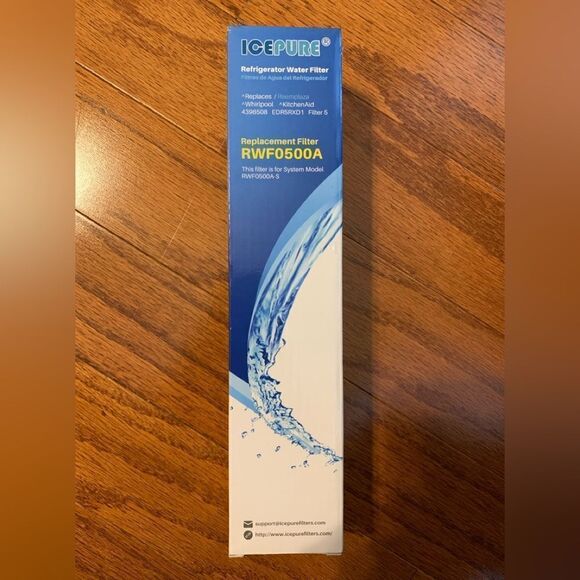 ICEPURE®
Refrigerator Water Filter
Filtros de Agua del Refrigerador
^Replaces / Reemplaza
^Whirlpool ^KitchenAid
4396508 EDR5RXD1 Filter 5
Replacement Filter
RWF0500A
This filter is for System Model
RWF0500A-S
support@icepurefilters.com
http://www.icepurefilters.com/